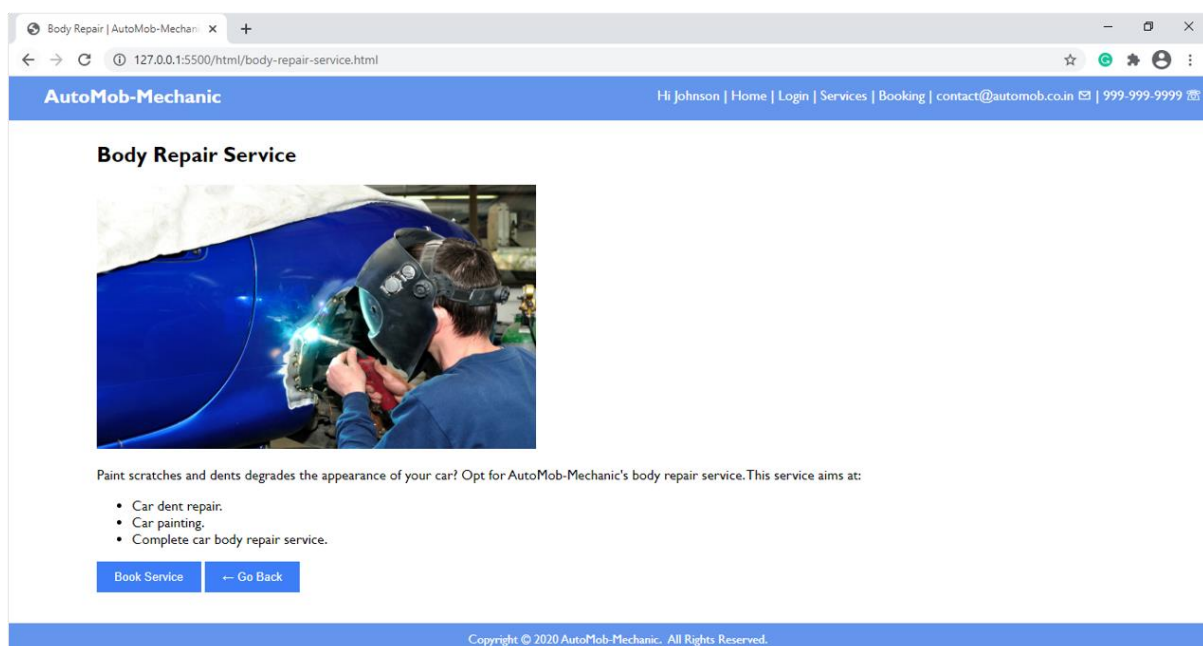 Body Repair | AutoMob-Mechani
127.0.0.1:5500/html/body-repair-service.html
AutoMob-Mechanic
Hi Johnson | Home | Login | Services | Booking | contact@automob.co.in ✉ | 999-999-9999 ☏
Body Repair Service
Paint scratches and dents degrades the appearance of your car? Opt for AutoMob-Mechanic's body repair service. This service aims at:
• Car dent repair.
• Car painting.
• Complete car body repair service.
Book Service
← Go Back
Copyright © 2020 AutoMob-Mechanic. All Rights Reserved.